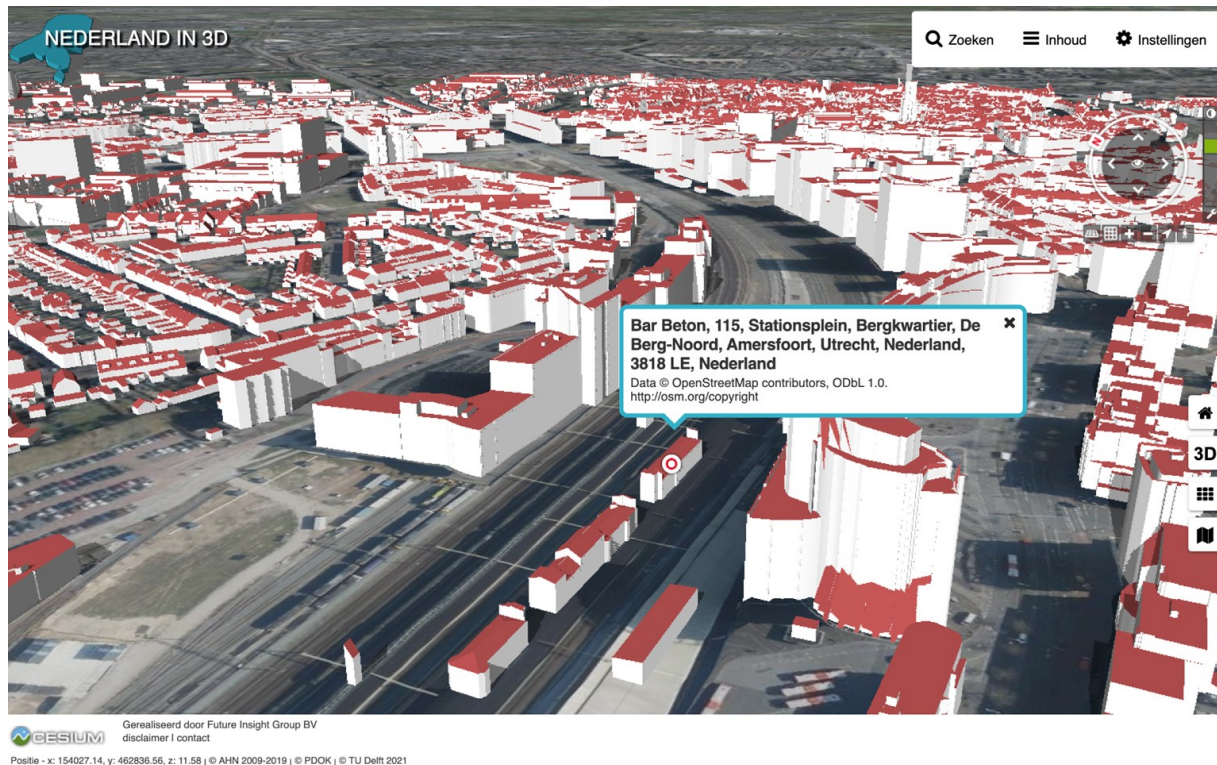 NEDERLAND IN 3D
Zoeken
Inhoud
Instellingen
Bar Beton, 115, Stationsplein, Bergkwartier, De
Berg-Noord, Amersfoort, Utrecht, Nederland,
3818 LE, Nederland
Data © OpenStreetMap contributors, ODbL 1.0.
http://osm.org/copyright
3D
CESIUM
Gerealiseerd door Future Insight Group BV
disclaimer | contact
Positie - x: 154027.14, y: 462836.56, z: 11.58 | © AHN 2009-2019 | © PDOK | © TU Delft 2021